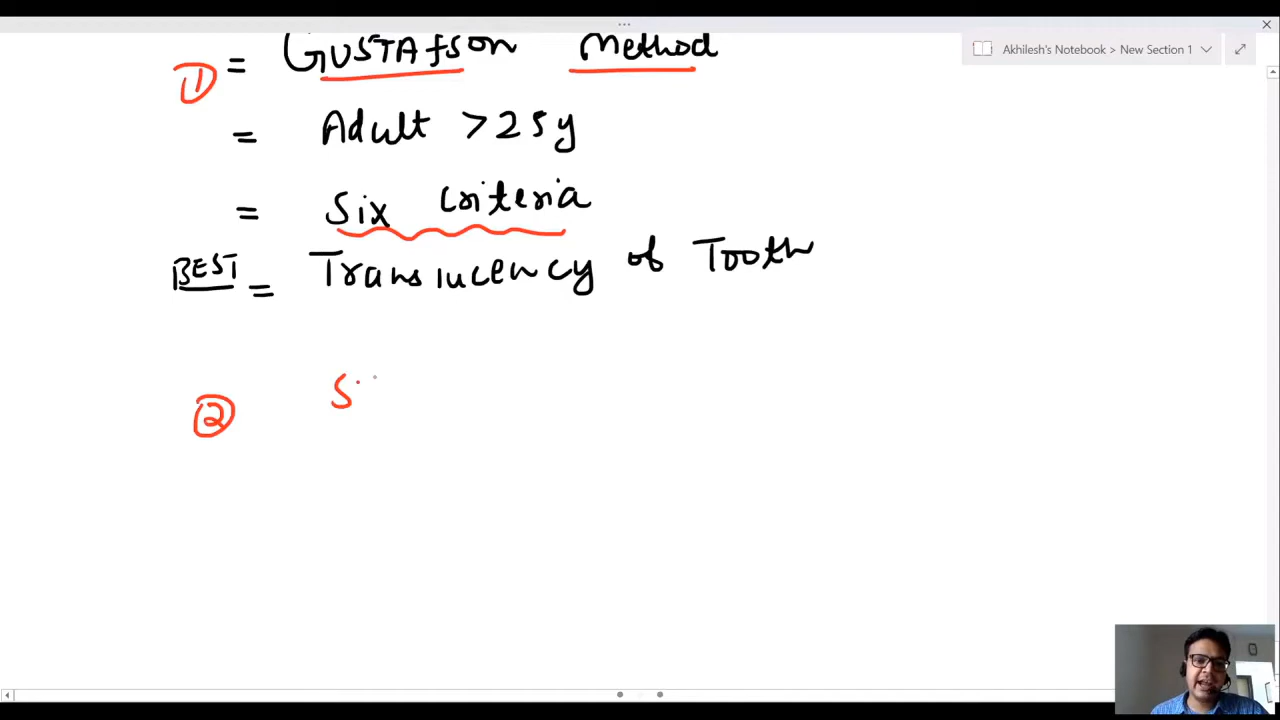 Akhilesh's Notebook > New Section 1
① = GUSTAfson Method
= Adult >25y
= Six Criteria
BEST = Translucency of Tooth
② S